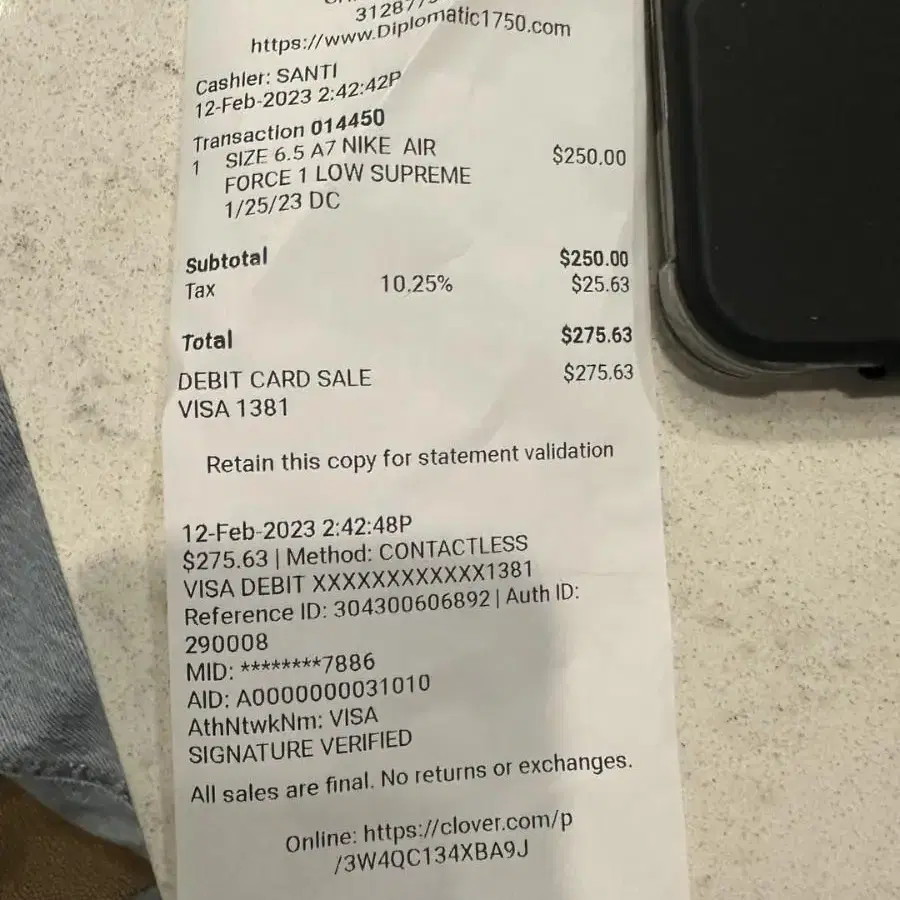 https://www.Diplomatic1750.com
Cashier: SANTI
12-Feb-2023 2:42:42P
Transaction 014450
1 SIZE 6.5 A7 NIKE AIR $250.00
FORCE 1 LOW SUPREME
1/25/23 DC
Subtotal $250.00
Tax 10.25% $25.63
Total $275.63
DEBIT CARD SALE $275.63
VISA 1381
Retain this copy for statement validation
12-Feb-2023 2:42:48P
$275.63 | Method: CONTACTLESS
VISA DEBIT XXXXXXXXXXXX1381
Reference ID: 304300606892 | Auth ID:
290008
MID: ********7886
AID: A0000000031010
AthNtwkNm: VISA
SIGNATURE VERIFIED
All sales are final. No returns or exchanges.
Online: https://clover.com/p
/3W4QC134XBA9J